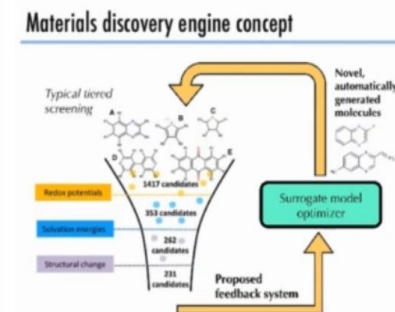 Materials discovery engine concept
Typical tiered
screening
A
B
C
D
E
1417 candidates
Redox potentials
353 candidates
Solvation energies
262
candidates
Structural change
231
candidates
Novel,
automatically
generated
molecules
Surrogate model
optimizer
Proposed
feedback system